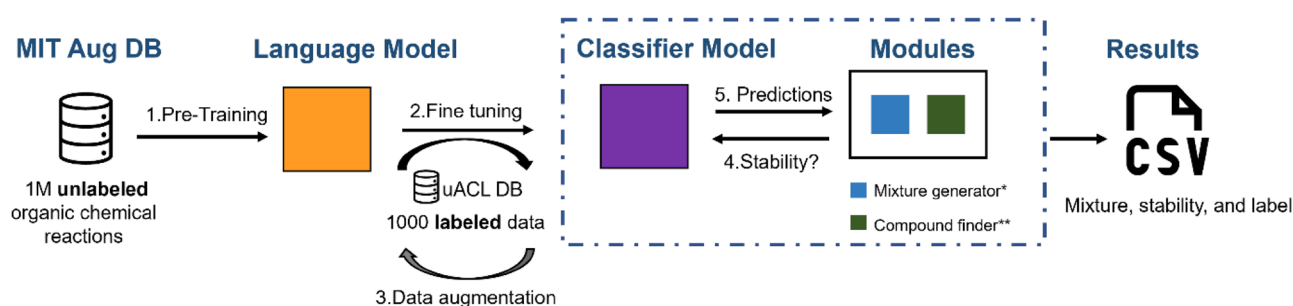 MIT Aug DB
1.Pre-Training
1M unlabeled
organic chemical
reactions
Language Model
2.Fine tuning
uACL DB
1000 labeled data
3.Data augmentation
Classifier Model
5. Predictions
4.Stability?
Modules
Mixture generator*
Compound finder**
Results
CSV
Mixture, stability, and label